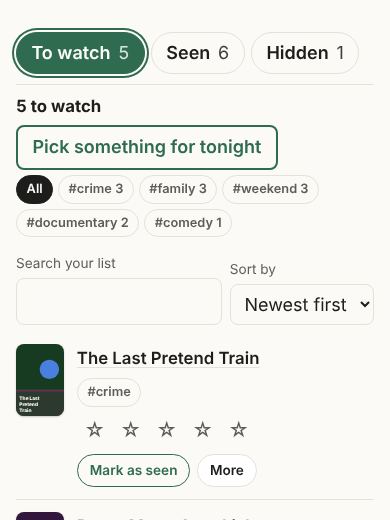 To watch 5 Seen 6 Hidden 1
5 to watch
Pick something for tonight
All #crime 3 #family 3 #weekend 3
#documentary 2 #comedy 1
Search your list
Sort by
Newest first
The Last Pretend Train
#crime
The Last
Pretend
Train
Mark as seen More